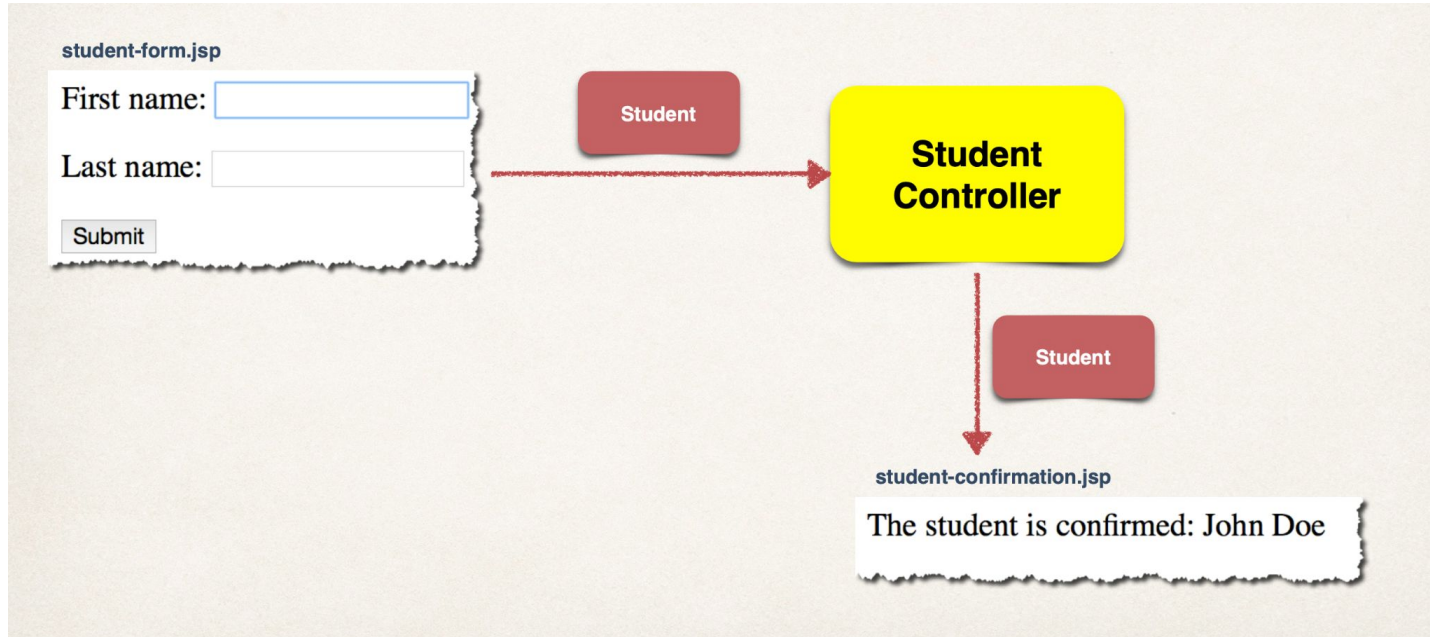 student-form.jsp
First name:
Last name:
Submit
Student
Student
Controller
Student
student-confirmation.jsp
The student is confirmed: John Doe